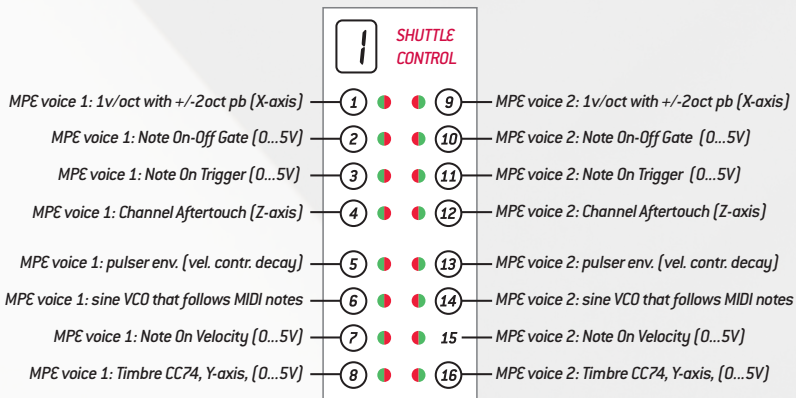 1
SHUTTLE
CONTROL
MPE voice 1: 1v/oct with +/-2oct pb (X-axis) 1 9 MPE voice 2: 1v/oct with +/-2oct pb (X-axis)
MPE voice 1: Note On-Off Gate (0...5V) 2 10 MPE voice 2: Note On-Off Gate (0...5V)
MPE voice 1: Note On Trigger (0...5V) 3 11 MPE voice 2: Note On Trigger (0...5V)
MPE voice 1: Channel Aftertouch (Z-axis) 4 12 MPE voice 2: Channel Aftertouch (Z-axis)
MPE voice 1: pulser env. (vel. contr. decay) 5 13 MPE voice 2: pulser env. (vel. contr. decay)
MPE voice 1: sine VCO that follows MIDI notes 6 14 MPE voice 2: sine VCO that follows MIDI notes
MPE voice 1: Note On Velocity (0...5V) 7 15 MPE voice 2: Note On Velocity (0...5V)
MPE voice 1: Timbre CC74, Y-axis, (0...5V) 8 16 MPE voice 2: Timbre CC74, Y-axis, (0...5V)